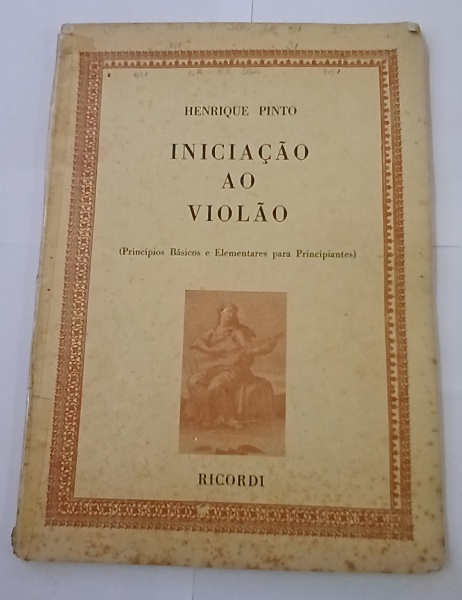 HENRIQUE PINTO
INICIAÇÃO
AO
VIOLÃO
(Princípios Básicos e Elementares para Principiantes)
RICORDI